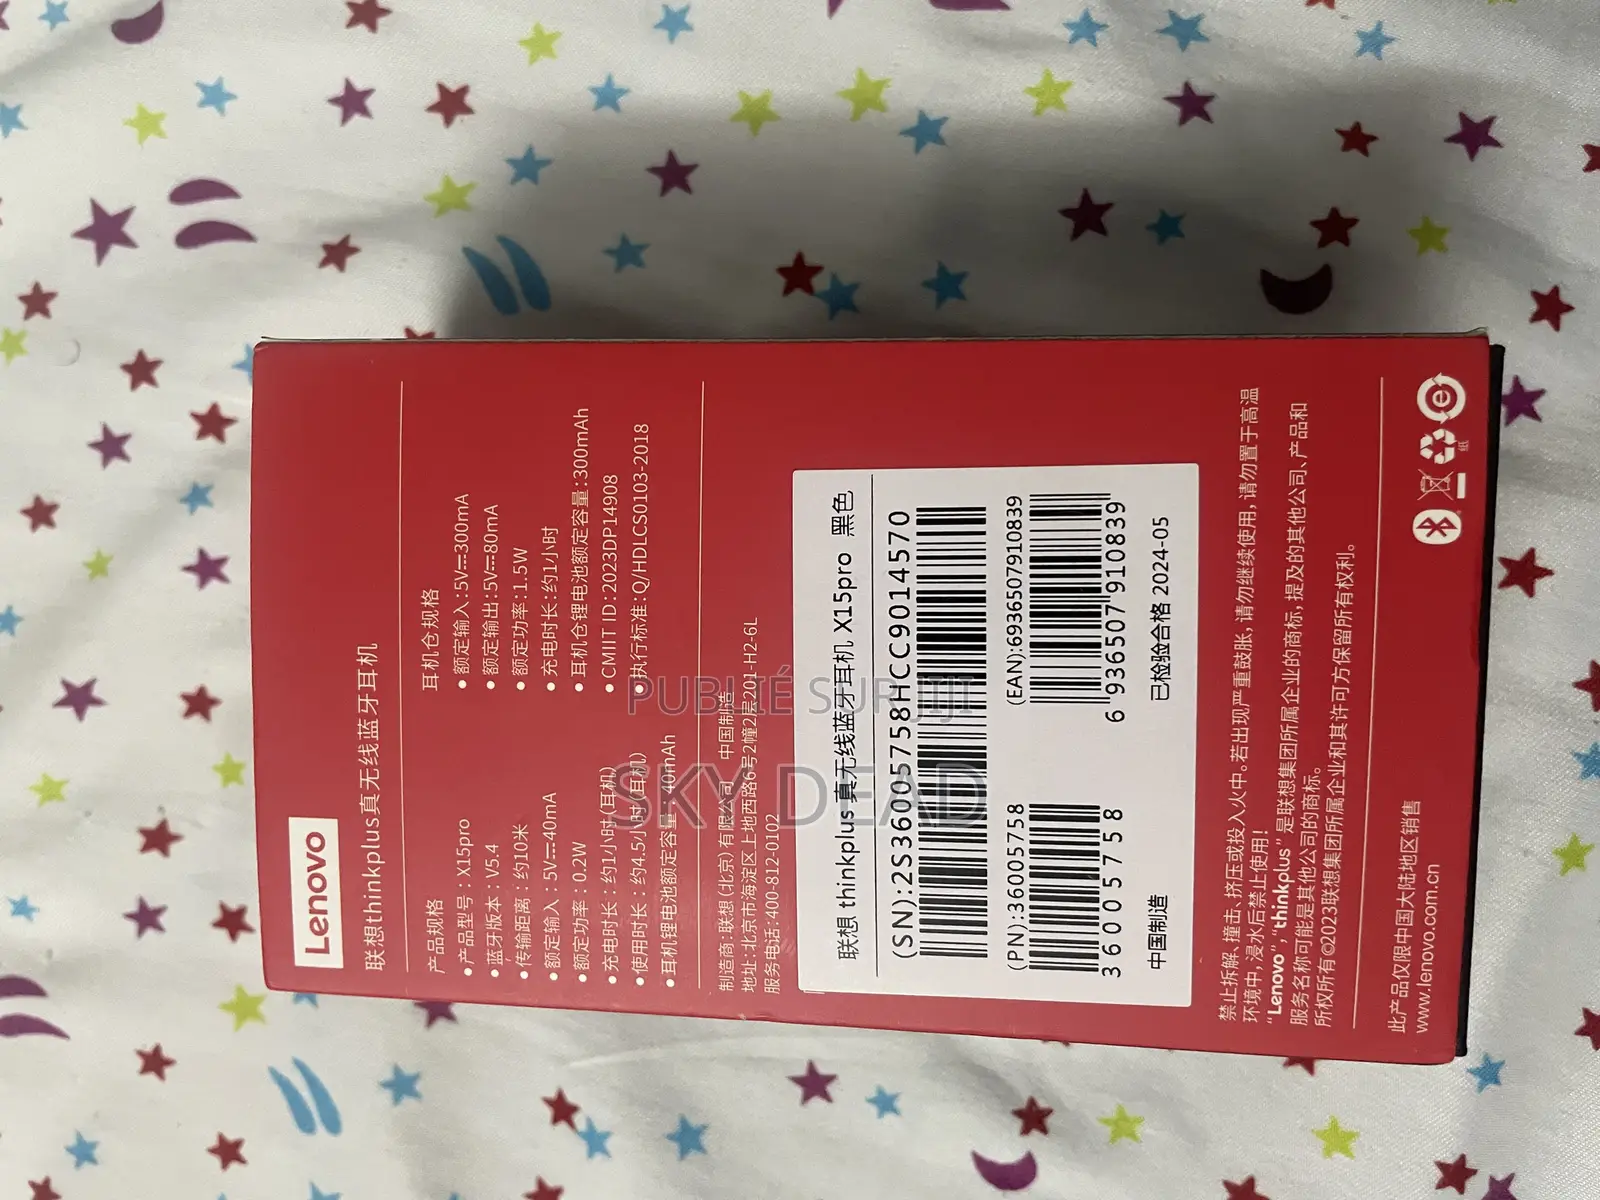 Lenovo
联想thinkplus真无线蓝牙耳机
产品规格
•产品型号：X15pro
•蓝牙版本：V5.4
•传输距离：约10米
•额定输入：5V⎓40mA
•额定功率：0.2W
•充电时长：约1小时(耳机)
•使用时长：约4.5小时(耳机)
•耳机锂电池额定容量：40mAh
耳机仓规格
•额定输入:5V⎓300mA
•额定输出:5V⎓80mA
•额定功率:1.5W
•充电时长:约1小时
•耳机仓锂电池额定容量:300mAh
•CMIIT ID:2023DP14908
•执行标准:Q/HDLCS0103-2018
制造商:联想(北京)有限公司 中国制造
地址:北京市海淀区上地西路6号2幢2层201-H2-6L
服务电话:400-812-0102
联想 thinkplus 真无线蓝牙耳机 X15pro 黑色
(SN):2S36005758HCC9014570
(PN):36005758
36005758
(EAN):6936507910839
6 936507 910839
中国制造
已检验合格 2024-05
禁止拆解、撞击、挤压或投入火中。若出现严重鼓胀，请勿继续使用，请勿置于高温
环境中，浸水后禁止使用！
“Lenovo”，“thinkplus” 是联想集团所属企业的商标，提及的其他公司、产品和
服务名称可能是其他公司的商标。
所权所有©2023联想集团所属企业和其许可方保留所有权利。
此产品仅限中国大陆地区销售
www.lenovo.com.cn
e
纸
PUBLIÉ SUR JIJI
SKY DEAD